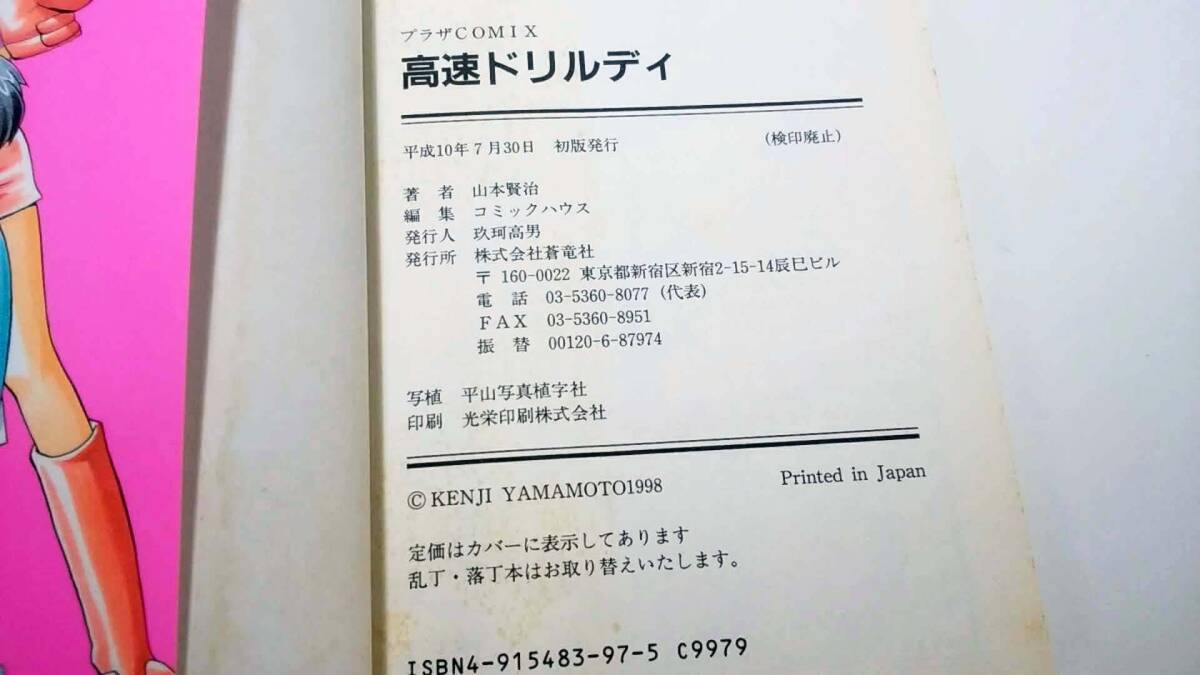 プラザCOMIX
高速ドリルディ
平成10年7月30日　初版発行　（検印廃止）
著　者　山本賢治
編　集　コミックハウス
発行人　玖珂高男
発行所　株式会社蒼竜社
〒 160-0022 東京都新宿区新宿2-15-14辰巳ビル
電　話　03-5360-8077（代表）
FAX　03-5360-8951
振　替　00120-6-87974
写植　平山写真植字社
印刷　光栄印刷株式会社
© KENJI YAMAMOTO1998　Printed in Japan
定価はカバーに表示してあります
乱丁・落丁本はお取り替えいたします。
ISBN4-915483-97-5 C9979